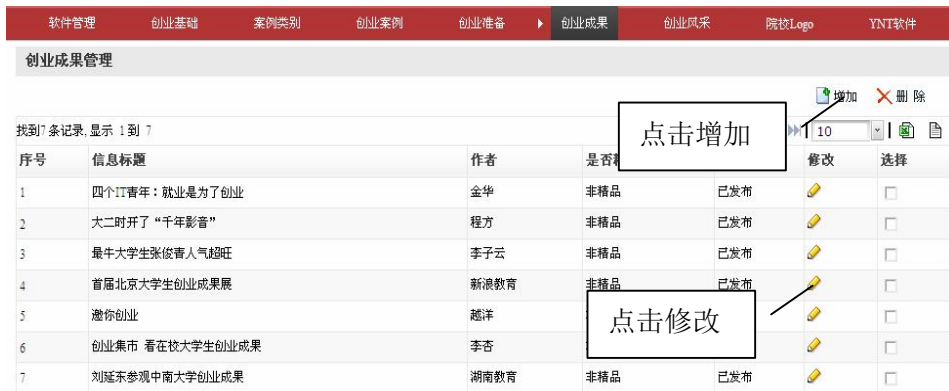 软件管理 创业基础 案例类别 创业案例 创业准备 创业成果 创业风采 院校Logo YNT软件
创业成果管理
增加 删 除
点击增加
找到7 条记录,显示 1到 7 10
序号 信息标题 作者 是否 修改 选择
1 四个IT青年：就业是为了创业 金华 非精品 已发布
2 大二时开了“千年影音” 程方 非精品 已发布
3 最牛大学生张俊青人气超旺 李子云 非精品 已发布
4 首届北京大学生创业成果展 新浪教育 非精品 已发布
点击修改
5 邀你创业 越洋
6 创业集市 看在校大学生创业成果 李杏
7 刘延东参观中南大学创业成果 湖南教育 非精品 已发布